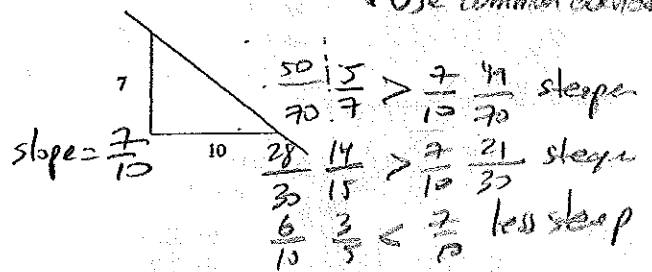 Use common
7
50/70 5/7 > 7/10 49/70 steeper
slope = 7/10
10
28/30 14/15 > 7/10 21/30 steeper
6/10 3/5 < 7/10 less steep